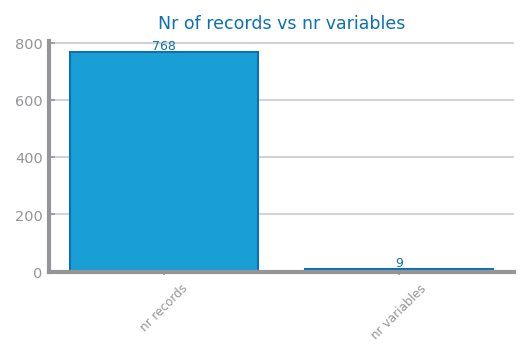 Nr of records vs nr variables
800
600
400
200
0
768
9
nr records
nr variables